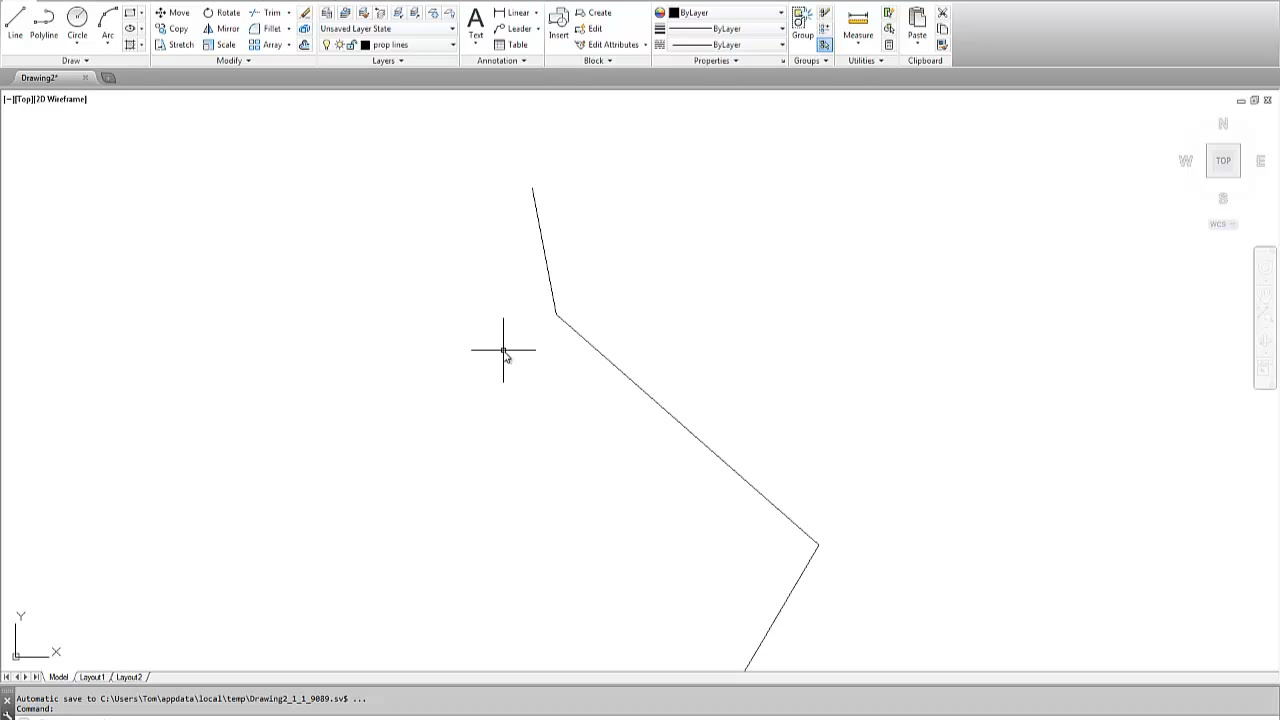 Move Rotate Trim
Copy Mirror Fillet
Stretch Scale Array
Line Polyline Circle Arc
Draw Modify
Unsaved Layer State
prop lines
Layers
Text
Linear
Leader
Table
Annotation
Insert
Create
Edit
Edit Attributes
Block
ByLayer
ByLayer
ByLayer
Properties
Group
Groups
Measure
Utilities
Paste
Clipboard
Drawing2*
[−][Top][2D Wireframe]
N
W TOP E
S
WCS
Y
X
Model Layout1 Layout2
Automatic save to C:\Users\Tom\appdata\local\temp\Drawing2_1_1_9089.sv$ ...
Command: